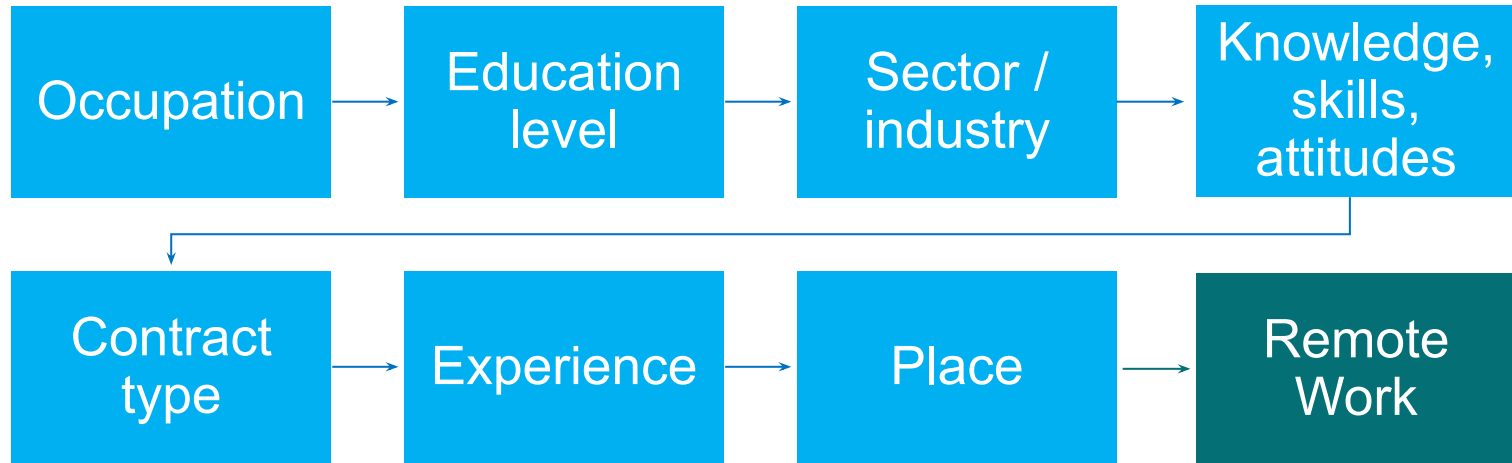 Occupation
Education
level
Sector /
industry
Knowledge,
skills,
attitudes
Contract
type
Experience
Place
Remote
Work